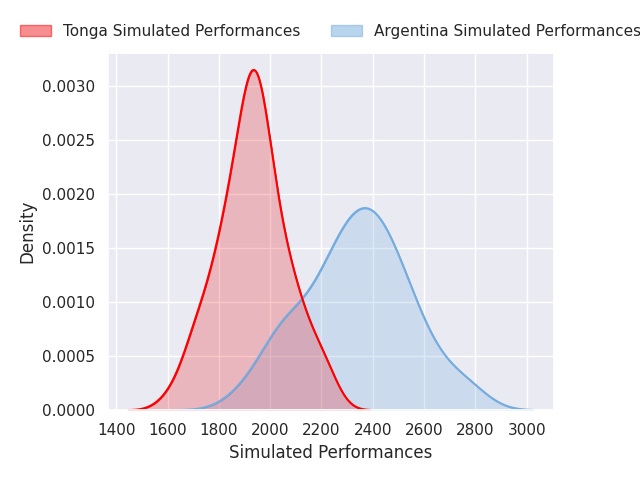 Tonga Simulated Performances Argentina Simulated Performances
0.0030
0.0025
0.0020
0.0015
0.0010
0.0005
0.0000
Density
1400 1600 1800 2000 2200 2400 2600 2800 3000
Simulated Performances